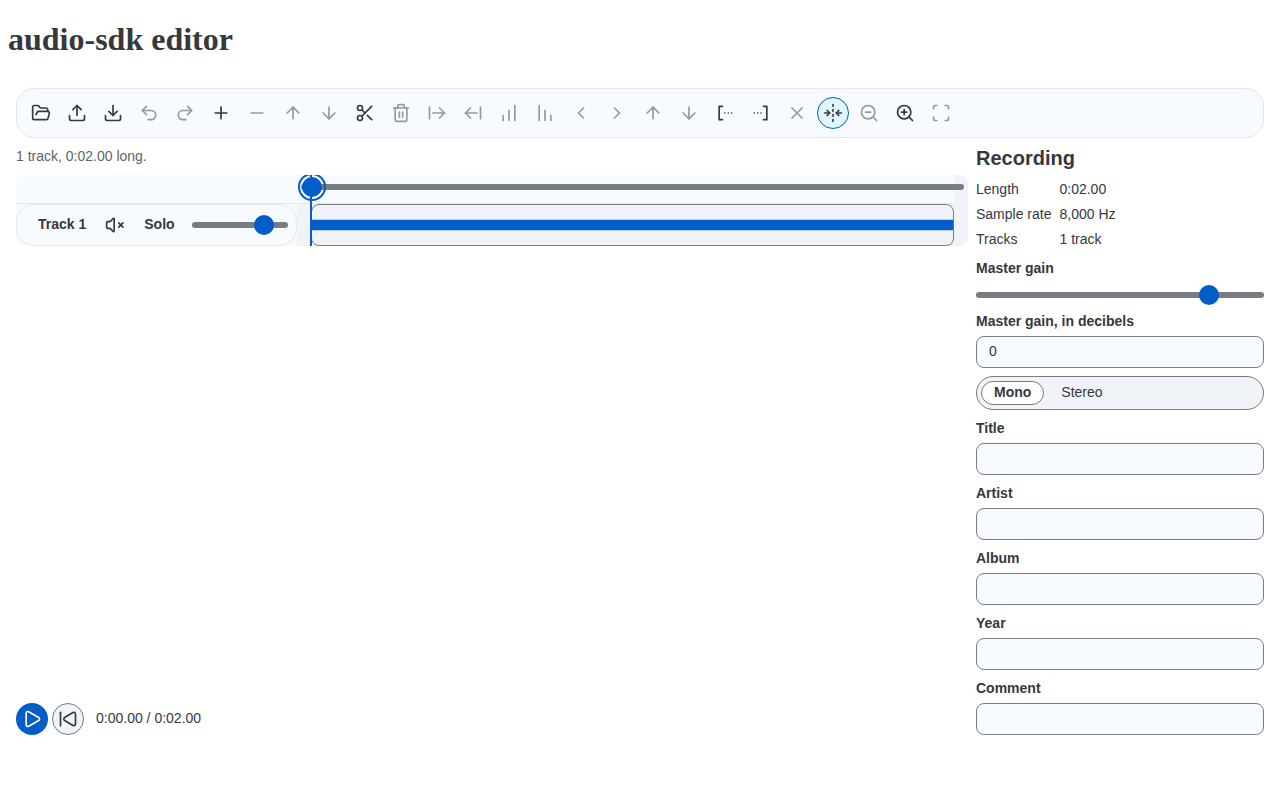 audio-sdk editor
1 track, 0:02.00 long.
Track 1
Solo
Recording
Length 0:02.00
Sample rate 8,000 Hz
Tracks 1 track
Master gain
Master gain, in decibels
0
Mono Stereo
Title
Artist
Album
Year
Comment
0:00.00 / 0:02.00